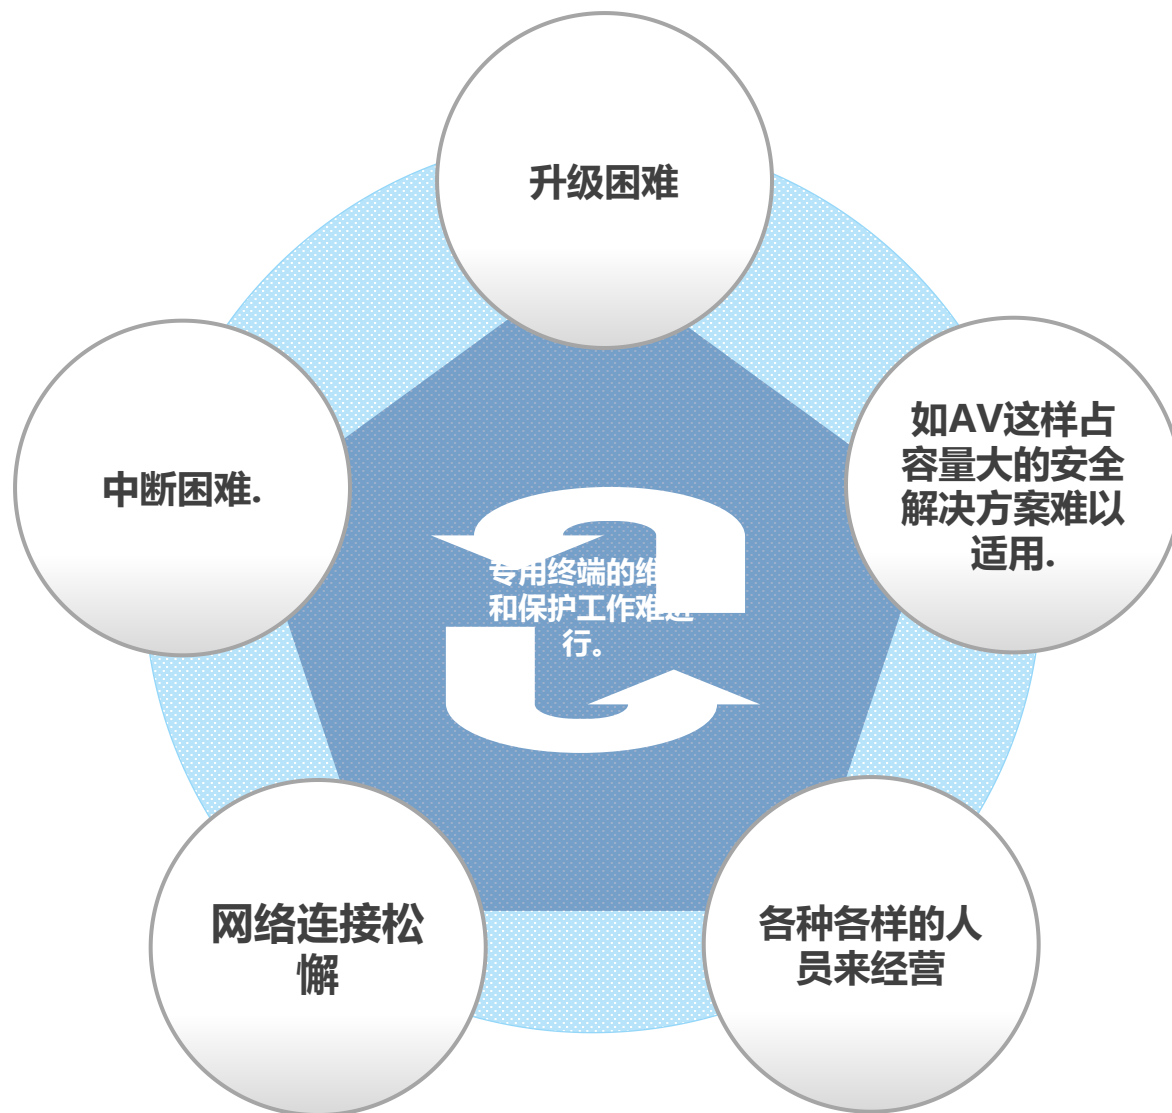 升级困难
如AV这样占
容量大的安全
解决方案难以
适用.
中断困难.
专用终端的维
和保护工作难进
行。
网络连接松
懈
各种各样的人
员来经营